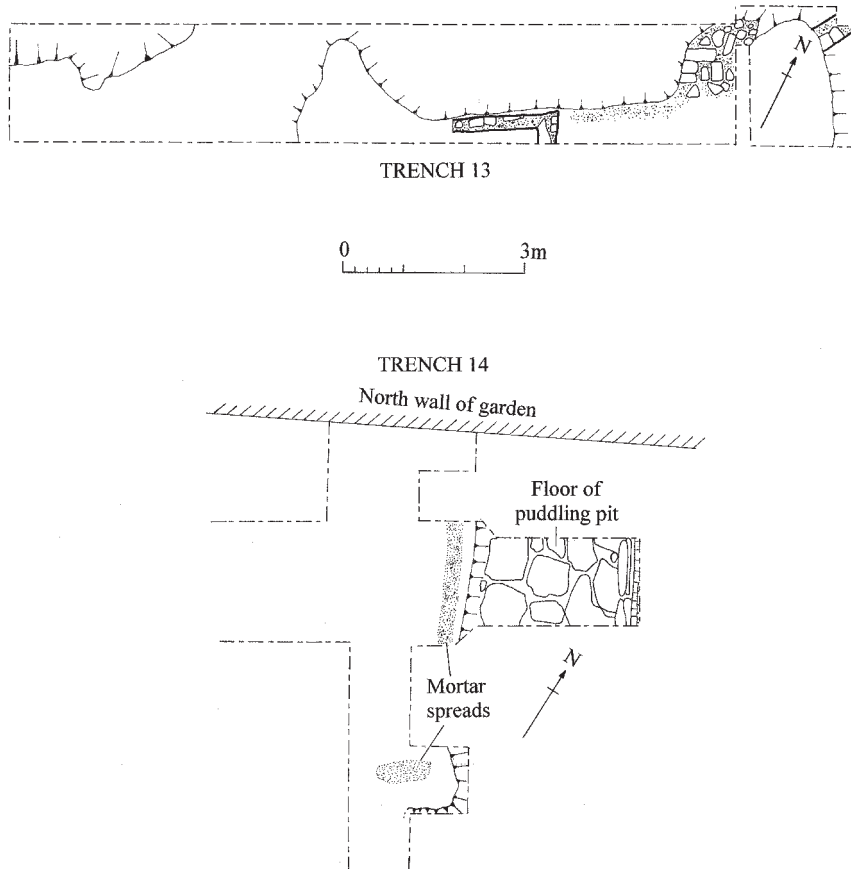 N
TRENCH 13
0 3m
TRENCH 14
North wall of garden
Floor of
puddling pit
N
Mortar
spreads